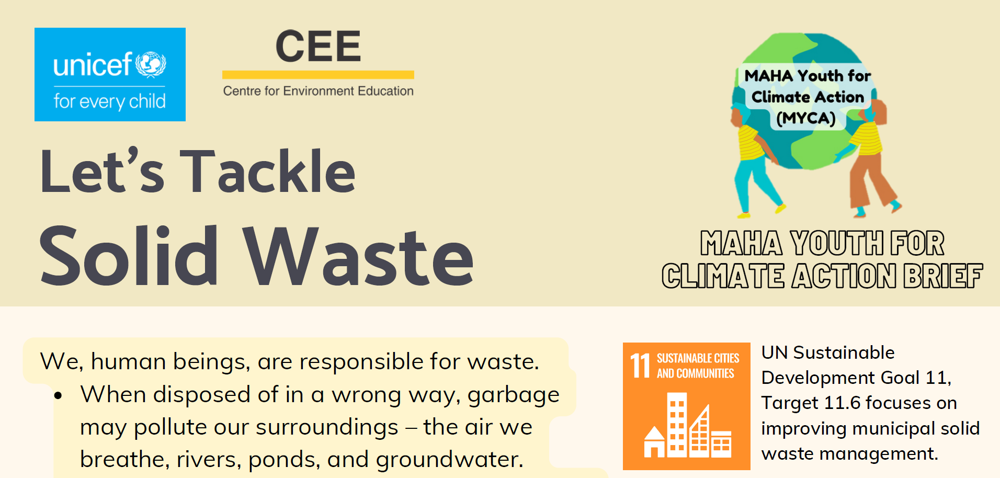 unicef
for every child
CEE
Centre for Environment Education
MAHA Youth for
Climate Action
(MYCA)
Let’s Tackle
Solid Waste
MAHA YOUTH FOR
CLIMATE ACTION BRIEF
We, human beings, are responsible for waste.
• When disposed of in a wrong way, garbage
may pollute our surroundings – the air we
breathe, rivers, ponds, and groundwater.
11 SUSTAINABLE CITIES
AND COMMUNITIES
UN Sustainable
Development Goal 11,
Target 11.6 focuses on
improving municipal solid
waste management.